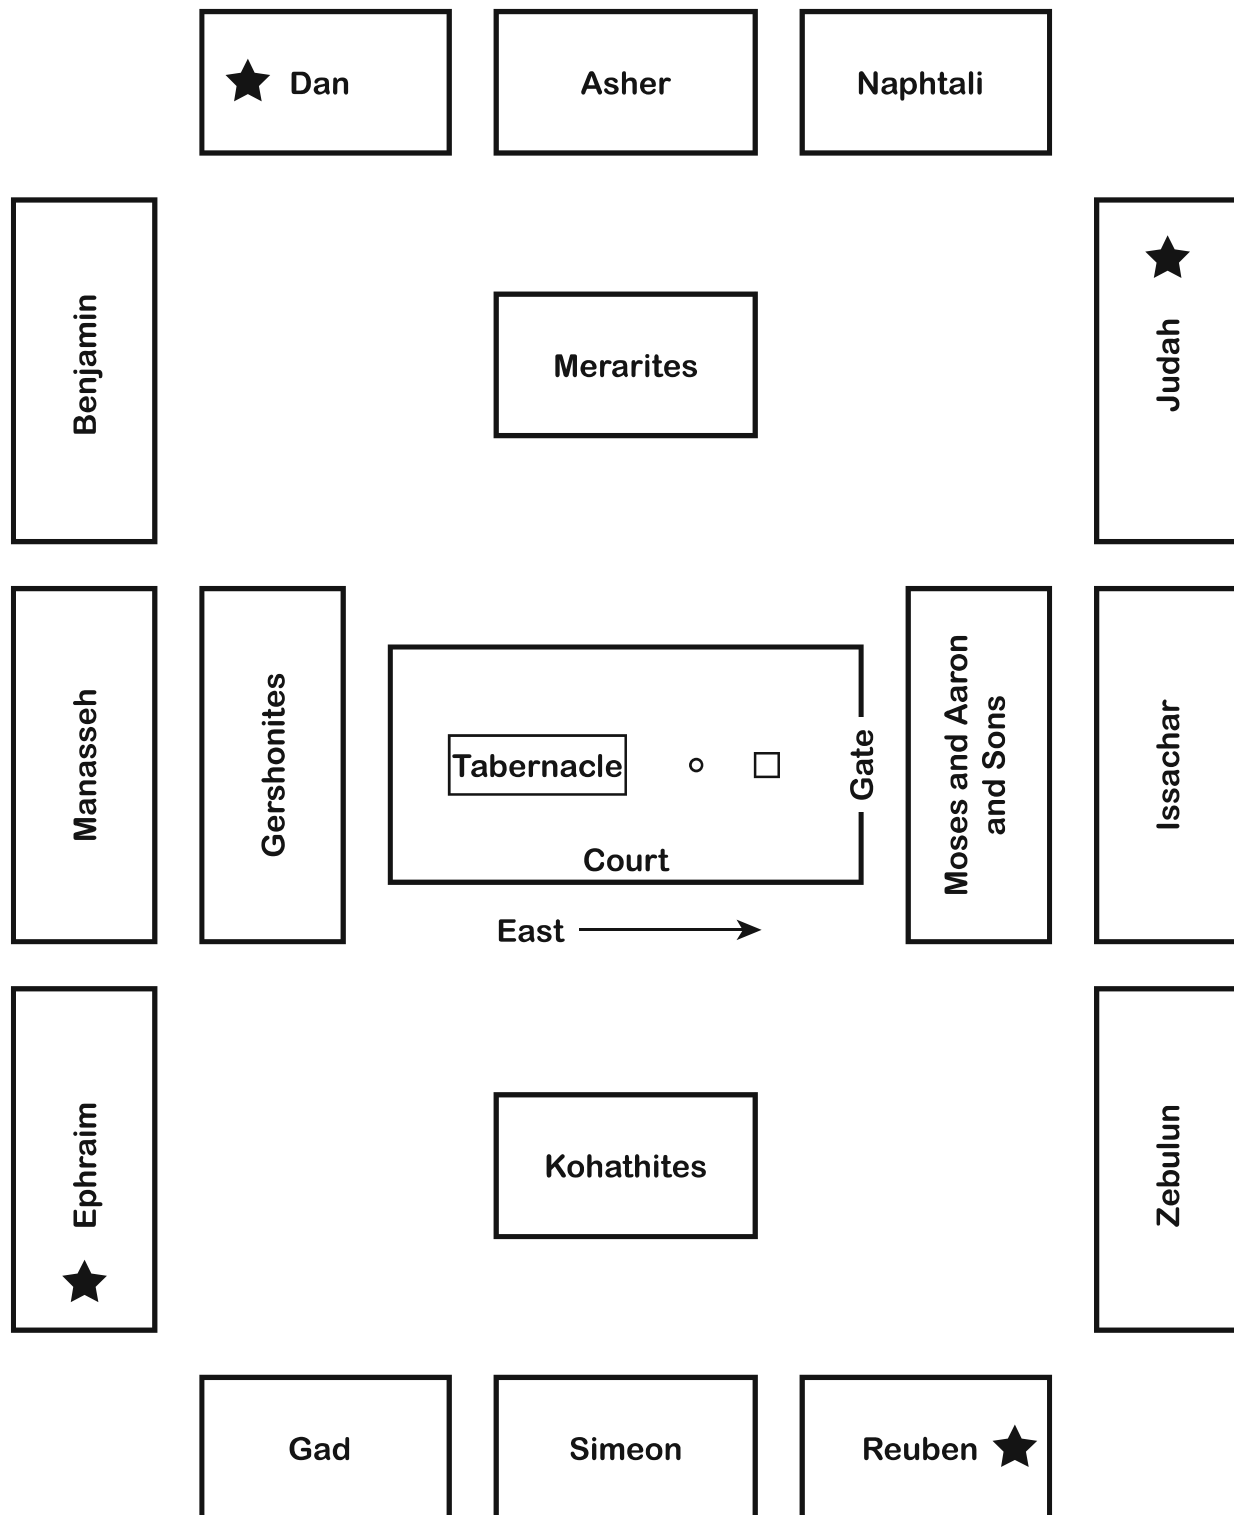 Dan
Asher
Naphtali
Benjamin
Merarites
Judah
Manasseh
Gershonites
Tabernacle
Court
Gate
East
Moses and Aaron
and Sons
Issachar
Ephraim
Kohathites
Zebulun
Gad
Simeon
Reuben